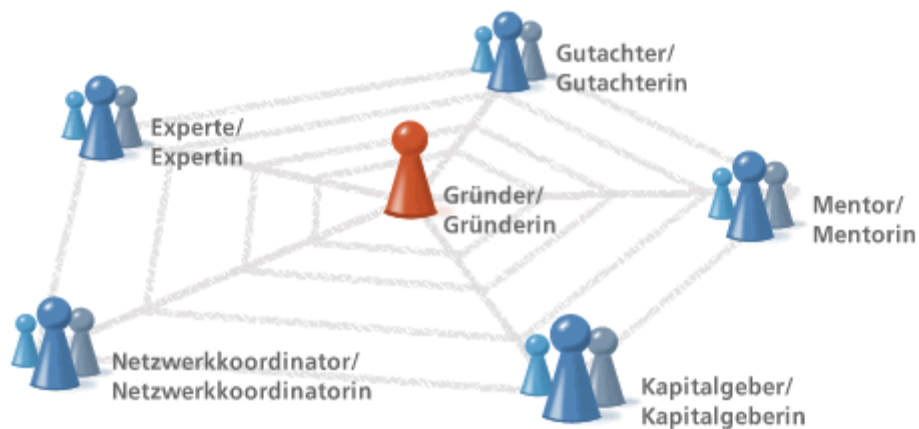 Gutachter/
Gutachterin
Experte/
Expertin
Gründer/
Gründerin
Mentor/
Mentorin
Netzwerkkoordinator/
Netzwerkkoordinatorin
Kapitalgeber/
Kapitalgeberin